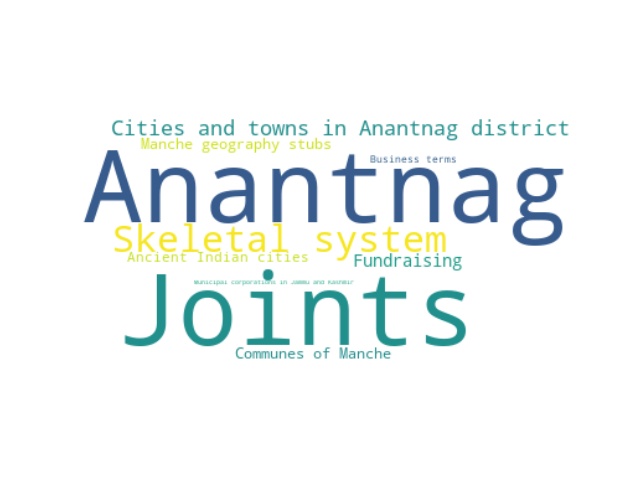 Cities and towns in Anantnag district
Manche geography stubs
Business terms
Anantnag
Skeletal system
Ancient Indian cities
Fundraising
Municipal corporations in Jammu and Kashmir
Joints
Communes of Manche